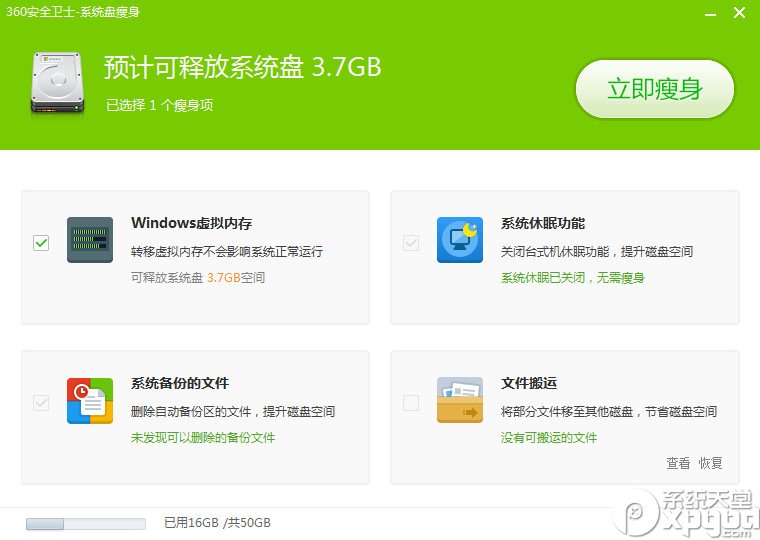 360安全卫士-系统盘瘦身
预计可释放系统盘 3.7GB
已选择 1 个瘦身项
立即瘦身
Windows虚拟内存
转移虚拟内存不会影响系统正常运行
可释放系统盘 3.7GB空间
系统休眠功能
关闭台式机休眠功能，提升磁盘空间
系统休眠已关闭，无需瘦身
系统备份的文件
删除自动备份区的文件，提升磁盘空间
未发现可以删除的备份文件
文件搬运
将部分文件移至其他磁盘，节省磁盘空间
没有可搬运的文件
查看 恢复
已用16GB /共50GB
系统天堂